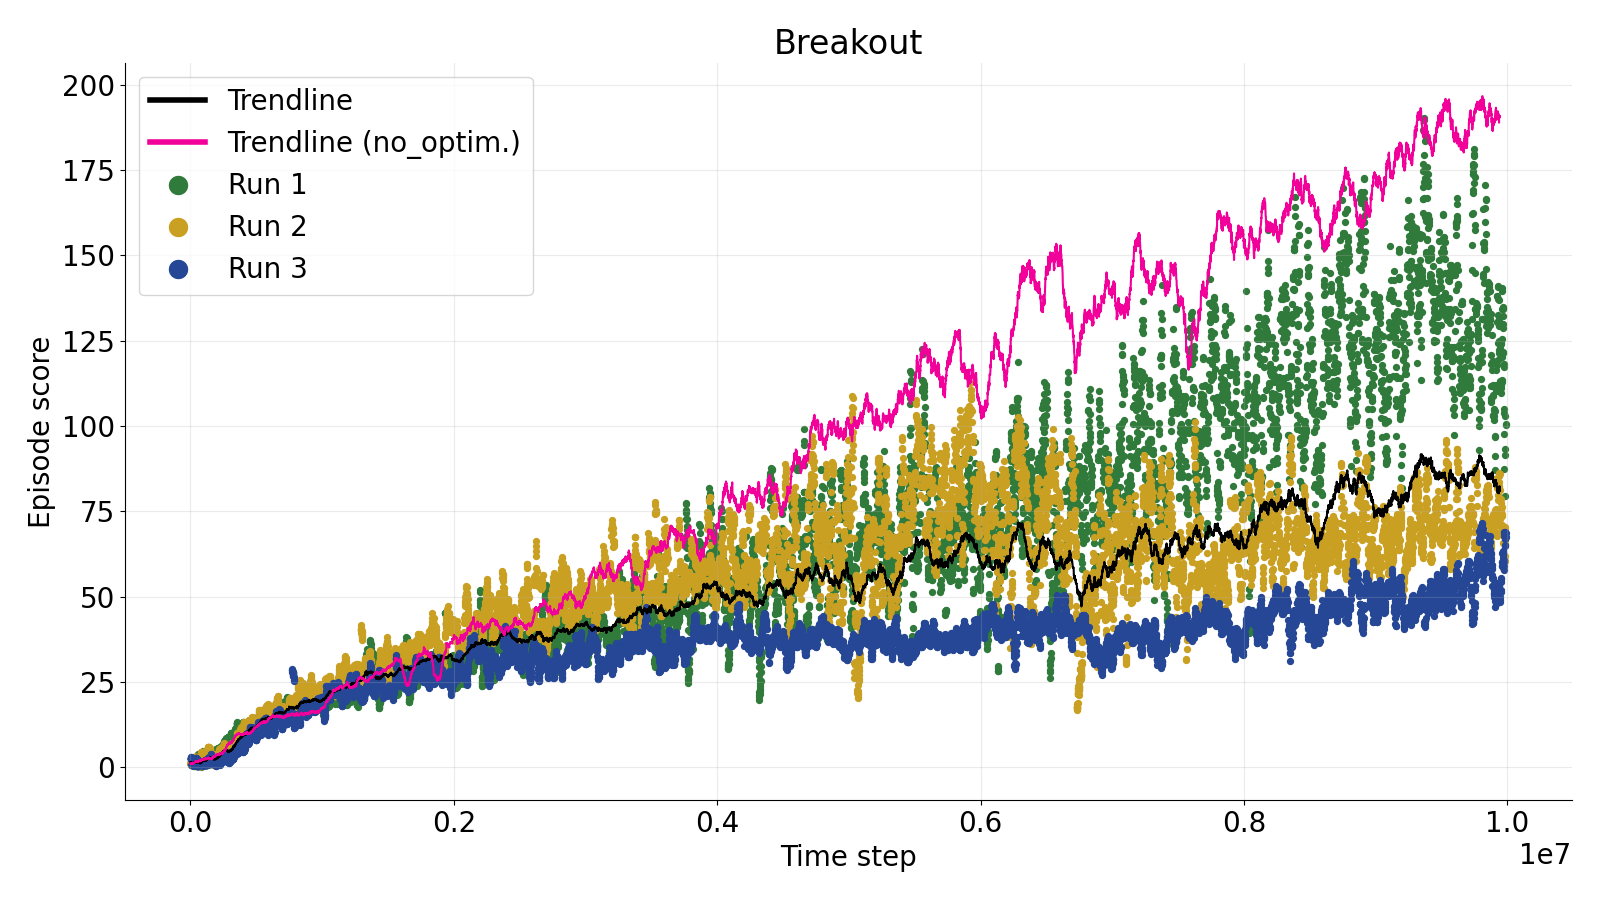 Breakout
Trendline
Trendline (no_optim.)
Run 1
Run 2
Run 3
200
175
150
125
100
75
50
25
0
Episode score
0.0
0.2
0.4
0.6
0.8
1.0
1e7
Time step